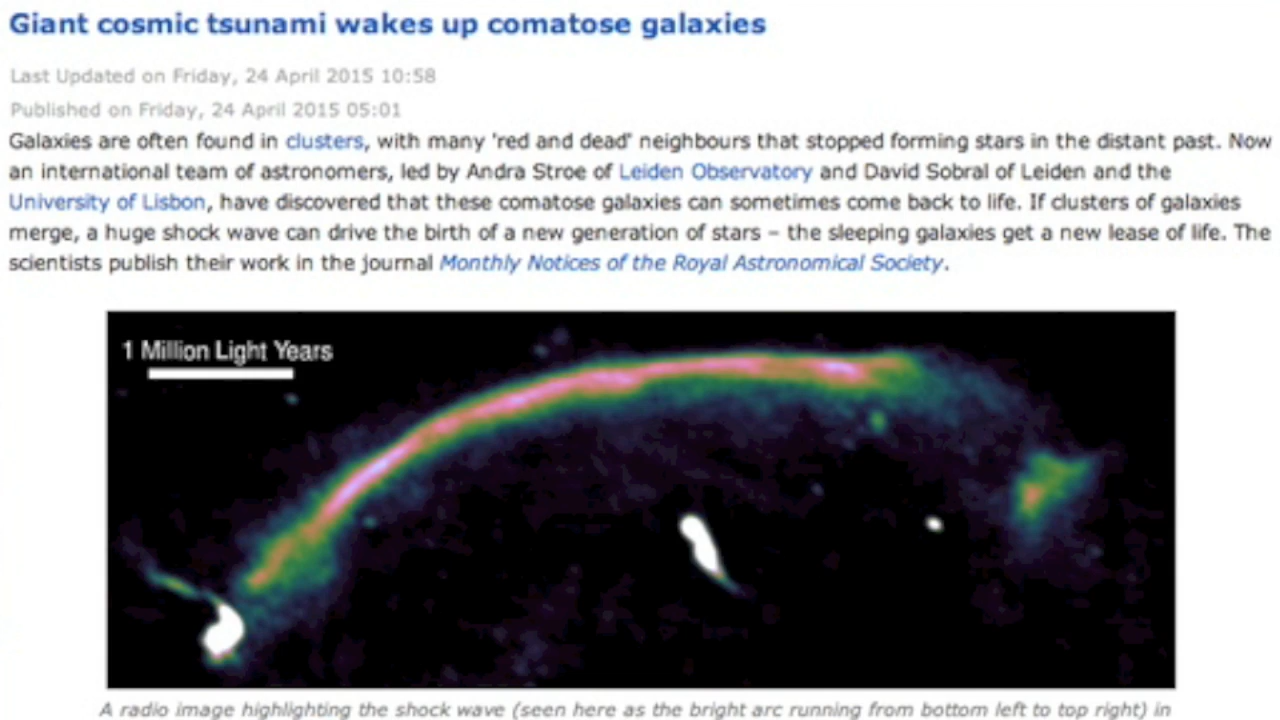 Giant cosmic tsunami wakes up comatose galaxies
Last Updated on Friday, 24 April 2015 10:58
Published on Friday, 24 April 2015 05:01
Galaxies are often found in clusters, with many 'red and dead' neighbours that stopped forming stars in the distant past. Now
an international team of astronomers, led by Andra Stroe of Leiden Observatory and David Sobral of Leiden and the
University of Lisbon, have discovered that these comatose galaxies can sometimes come back to life. If clusters of galaxies
merge, a huge shock wave can drive the birth of a new generation of stars – the sleeping galaxies get a new lease of life. The
scientists publish their work in the journal Monthly Notices of the Royal Astronomical Society.
1 Million Light Years
A radio image highlighting the shock wave (seen here as the bright arc running from bottom left to top right) in